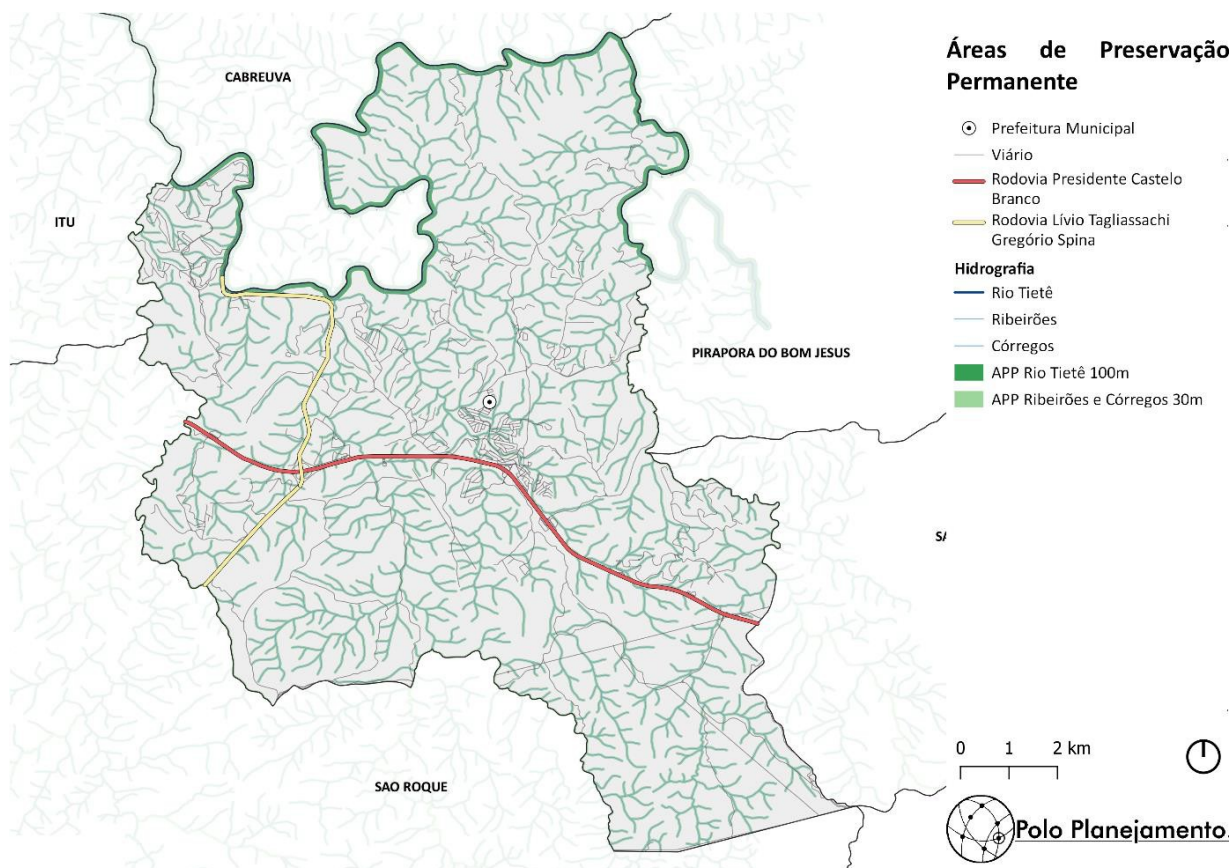 CABREUVA
ITU
PIRAPORA DO BOM JESUS
SAO ROQUE
Áreas de Preservação
Permanente
Prefeitura Municipal
Viário
Rodovia Presidente Castelo
Branco
Rodovia Lívio Tagliassachi
Gregório Spina
Hidrografia
Rio Tietê
Ribeirões
Córregos
APP Rio Tietê 100m
APP Ribeirões e Córregos 30m
0 1 2 km
Polo Planejamento.